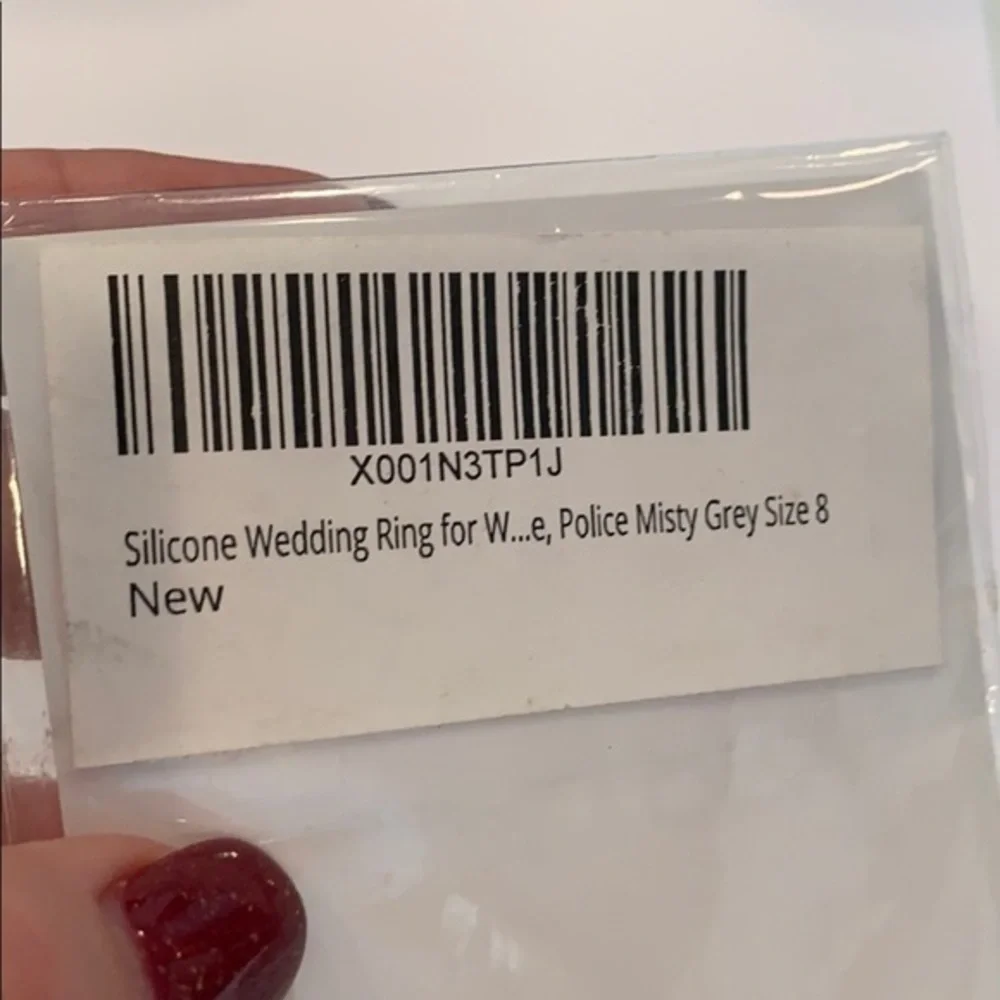 X001N3TP1J
Silicone Wedding Ring for W...e, Police Misty Grey Size 8
New